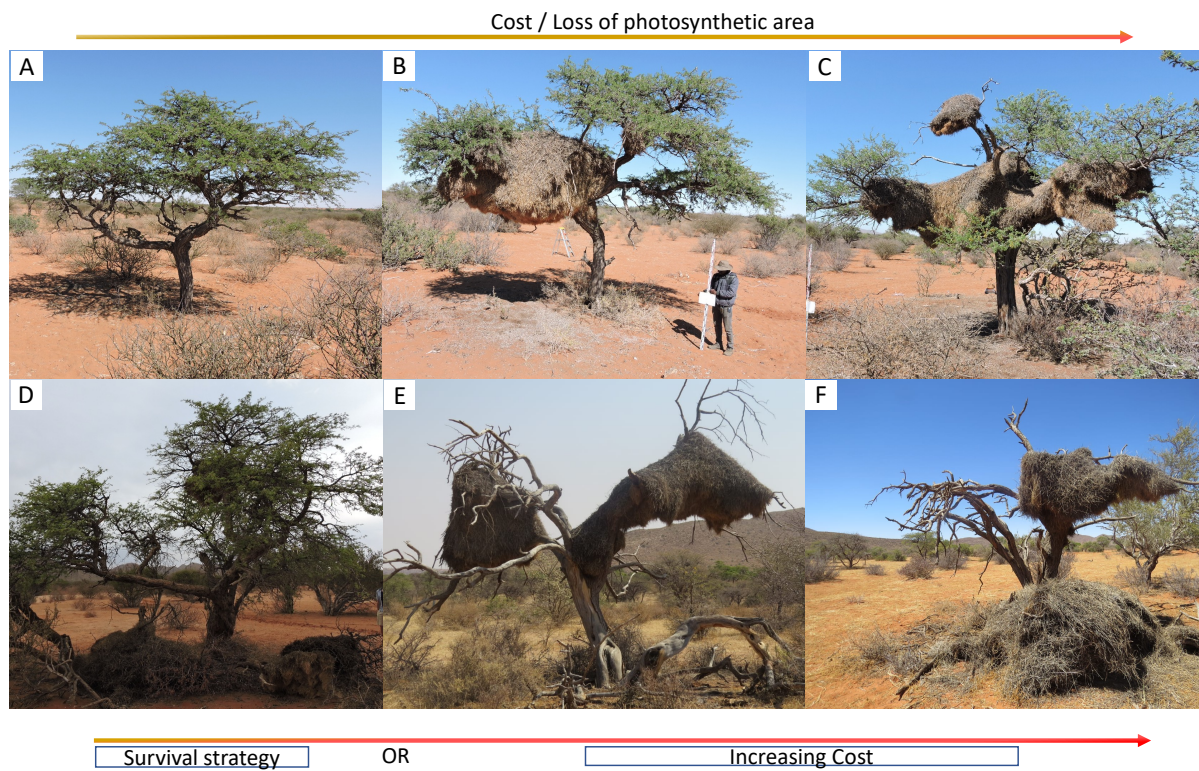 Cost / Loss of photosynthetic area
A
B
C
D
E
F
Survival strategy OR Increasing Cost